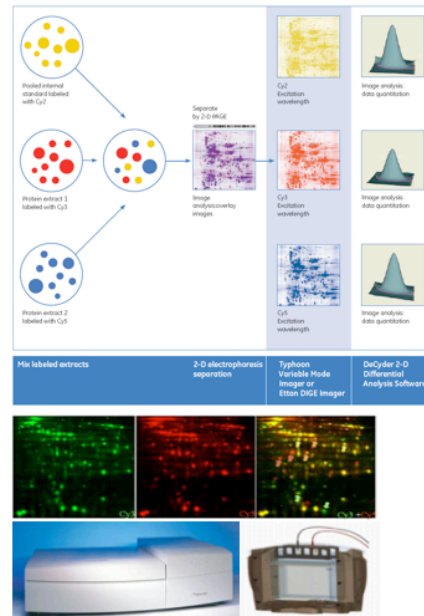 Pooled internal
standard labeled
with Cy2
Cy2
Excitation
wavelength
Image analysis:
data quantitation
Separate
by 2-D PAGE
Protein extract 1
labeled with Cy3
Image
analysis:overlay
images
Cy3
Excitation
wavelength
Image analysis:
data quantitation
Protein extract 2
labeled with Cy5
Cy5
Excitation
wavelength
Image analysis:
data quantitation
Mix labeled extracts
2-D electrophoresis
separation
Typhoon
Variable Mode
Imager or
Ettan DIGE Imager
DeCyder 2-D
Differential
Analysis Software
Cy3